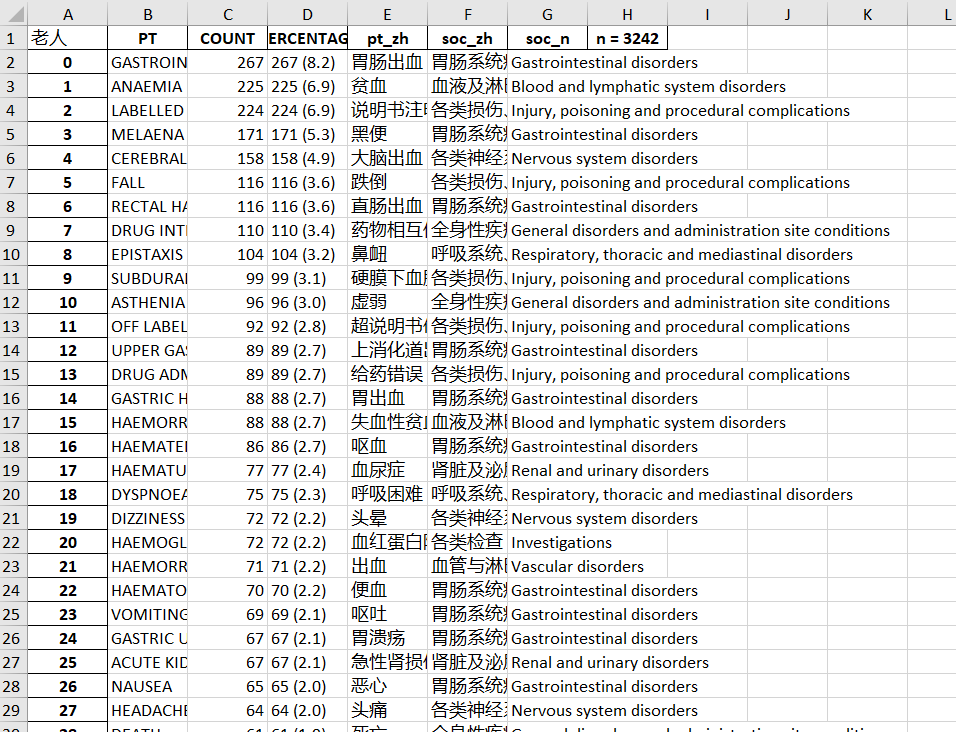 A B C D E F G H I J K L
1 老人 PT COUNT ERCENTAG pt_zh soc_zh soc_n n = 3242
2 0 GASTROIN 267 267 (8.2) 胃肠出血 胃肠系统 Gastrointestinal disorders
3 1 ANAEMIA 225 225 (6.9) 贫血 血液及淋 Blood and lymphatic system disorders
4 2 LABELLED 224 224 (6.9) 说明书注 各类损伤、 Injury, poisoning and procedural complications
5 3 MELAENA 171 171 (5.3) 黑便 胃肠系统 Gastrointestinal disorders
6 4 CEREBRAL 158 158 (4.9) 大脑出血 各类神经 Nervous system disorders
7 5 FALL 116 116 (3.6) 跌倒 各类损伤、 Injury, poisoning and procedural complications
8 6 RECTAL HA 116 116 (3.6) 直肠出血 胃肠系统 Gastrointestinal disorders
9 7 DRUG INT 110 110 (3.4) 药物相互 全身性疾 General disorders and administration site conditions
10 8 EPISTAXIS 104 104 (3.2) 鼻衄 呼吸系统、 Respiratory, thoracic and mediastinal disorders
11 9 SUBDURA 99 99 (3.1) 硬膜下血 各类损伤、 Injury, poisoning and procedural complications
12 10 ASTHENIA 96 96 (3.0) 虚弱 全身性疾 General disorders and administration site conditions
13 11 OFF LABEL 92 92 (2.8) 超说明书 各类损伤、 Injury, poisoning and procedural complications
14 12 UPPER GA 89 89 (2.7) 上消化道 胃肠系统 Gastrointestinal disorders
15 13 DRUG ADM 89 89 (2.7) 给药错误 各类损伤、 Injury, poisoning and procedural complications
16 14 GASTRIC H 88 88 (2.7) 胃出血 胃肠系统 Gastrointestinal disorders
17 15 HAEMORR 88 88 (2.7) 失血性贫 血液及淋 Blood and lymphatic system disorders
18 16 HAEMATE 86 86 (2.7) 呕血 胃肠系统 Gastrointestinal disorders
19 17 HAEMATU 77 77 (2.4) 血尿症 肾脏及泌 Renal and urinary disorders
20 18 DYSPNOEA 75 75 (2.3) 呼吸困难 呼吸系统、 Respiratory, thoracic and mediastinal disorders
21 19 DIZZINESS 72 72 (2.2) 头晕 各类神经 Nervous system disorders
22 20 HAEMOGL 72 72 (2.2) 血红蛋白 各类检查 Investigations
23 21 HAEMORR 71 71 (2.2) 出血 血管与淋 Vascular disorders
24 22 HAEMATO 70 70 (2.2) 便血 胃肠系统 Gastrointestinal disorders
25 23 VOMITING 69 69 (2.1) 呕吐 胃肠系统 Gastrointestinal disorders
26 24 GASTRIC U 67 67 (2.1) 胃溃疡 胃肠系统 Gastrointestinal disorders
27 25 ACUTE KID 67 67 (2.1) 急性肾损 肾脏及泌 Renal and urinary disorders
28 26 NAUSEA 65 65 (2.0) 恶心 胃肠系统 Gastrointestinal disorders
29 27 HEADACHE 64 64 (2.0) 头痛 各类神经 Nervous system disorders